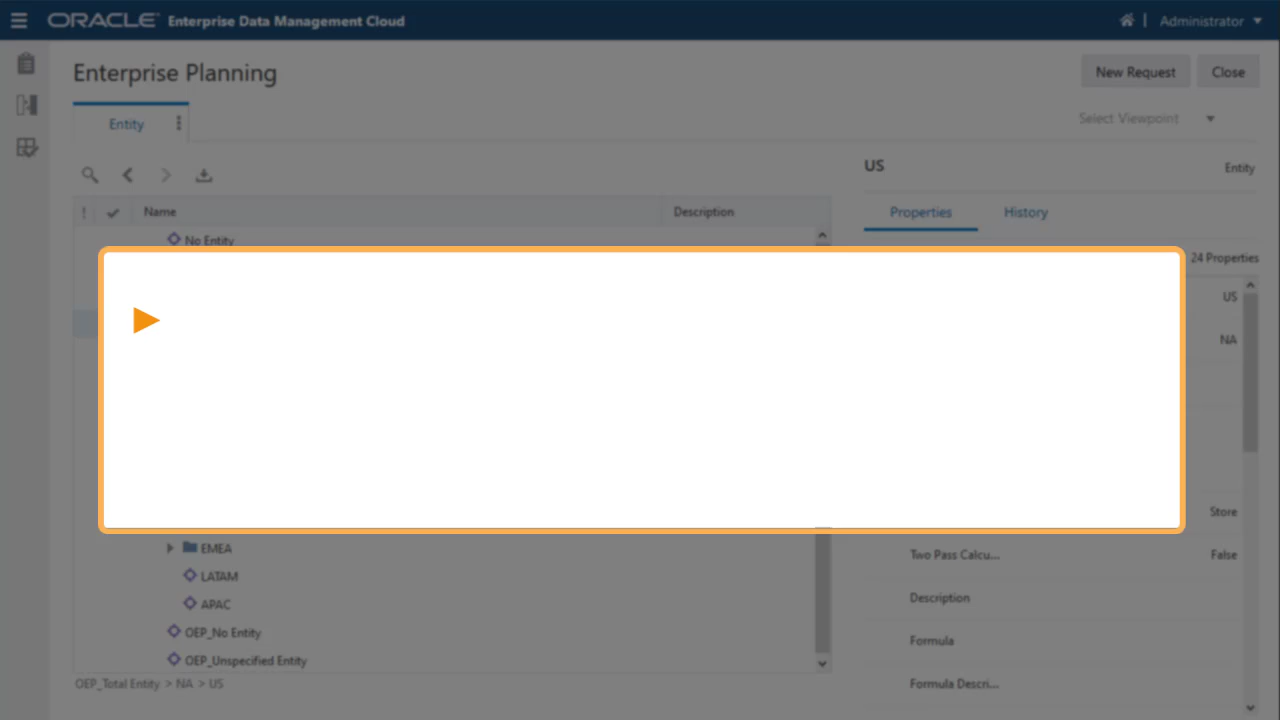 ORACLE® Enterprise Data Management Cloud
Administrator
Enterprise Planning
New Request
Close
Entity
Select Viewpoint
US
Entity
! Name Description
Properties
History
No Entity
24 Properties
US
NA
Store
EMEA
Two Pass Calcu...
False
LATAM
Description
APAC
OEP_No Entity
Formula
OEP_Unspecified Entity
OEP_Total Entity > NA > US
Formula Descri...